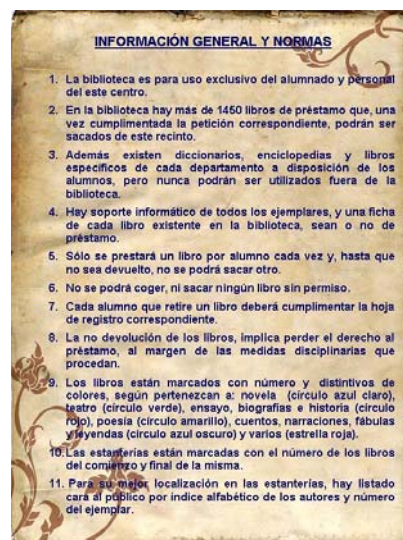 INFORMACIÓN GENERAL Y NORMAS
1. La biblioteca es para uso exclusivo del alumnado y personal
del este centro.
2. En la biblioteca hay más de 1450 libros de préstamo que, una
vez cumplimentada la petición correspondiente, podrán ser
sacados de este recinto.
3. Además existen diccionarios, enciclopedias y libros
específicos de cada departamento a disposición de los
alumnos, pero nunca podrán ser utilizados fuera de la
biblioteca.
4. Hay soporte informático de todos los ejemplares, y una ficha
de cada libro existente en la biblioteca, sean o no de
préstamo.
5. Sólo se prestará un libro por alumno cada vez y, hasta que
no sea devuelto, no se podrá sacar otro.
6. No se podrá coger, ni sacar ningún libro sin permiso.
7. Cada alumno que retire un libro deberá cumplimentar la hoja
de registro correspondiente.
8. La no devolución de los libros, implica perder el derecho al
préstamo, al margen de las medidas disciplinarias que
procedan.
9. Los libros están marcados con número y distintivos de
colores, según pertenezcan a: novela (círculo azul claro),
teatro (círculo verde), ensayo, biografías e historia (círculo
rojo), poesía (círculo amarillo), cuentos, narraciones, fábulas
y leyendas (círculo azul oscuro) y varios (estrella roja).
10. Las estanterías están marcadas con el número de los libros
del comienzo y final de la misma.
11. Para su mejor localización en las estanterías, hay listado
cara al público por índice alfabético de los autores y número
del ejemplar.